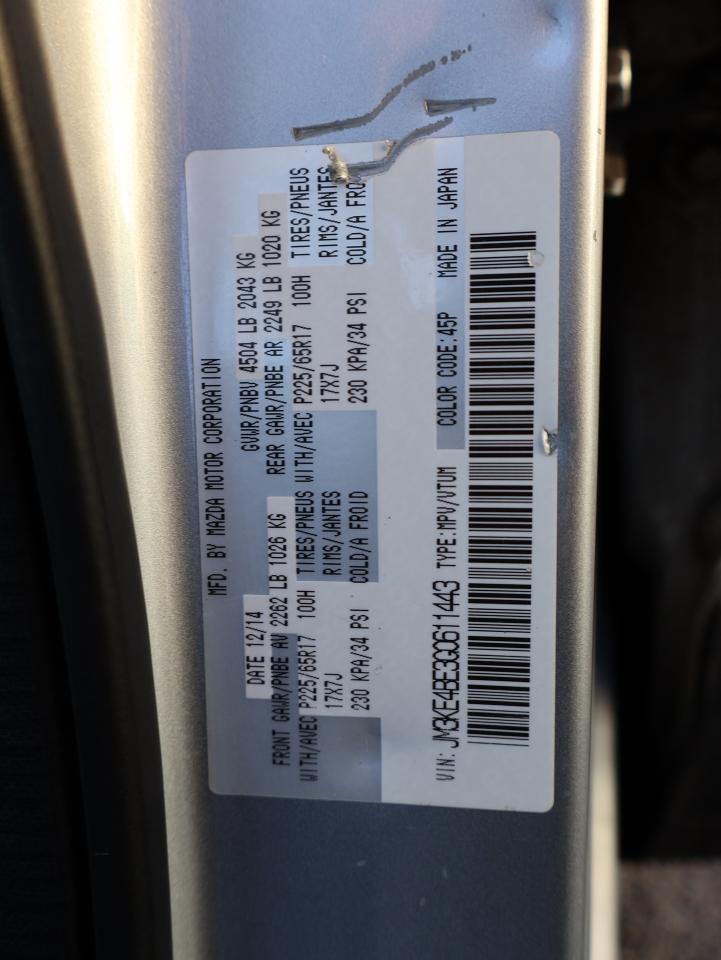 MFD. BY MAZDA MOTOR CORPORATION
DATE 12/14 GVWR/PNBV 4504 LB 2043 KG
FRONT GAWR/PNBE AV 2262 LB 1026 KG REAR GAWR/PNBE AR 2249 LB 1020 KG
WITH/AVEC P225/65R17 100H TIRES/PNEUS WITH/AVEC P225/65R17 100H TIRES/PNEUS
17X7J RIMS/JANTES 17X7J RIMS/JANTES
230 KPA/34 PSI COLD/A FROID 230 KPA/34 PSI COLD/A FRO
VIN: JM3KE4BE3G0611443 TYPE:MPV/VTUM COLOR CODE:45P MADE IN JAPAN